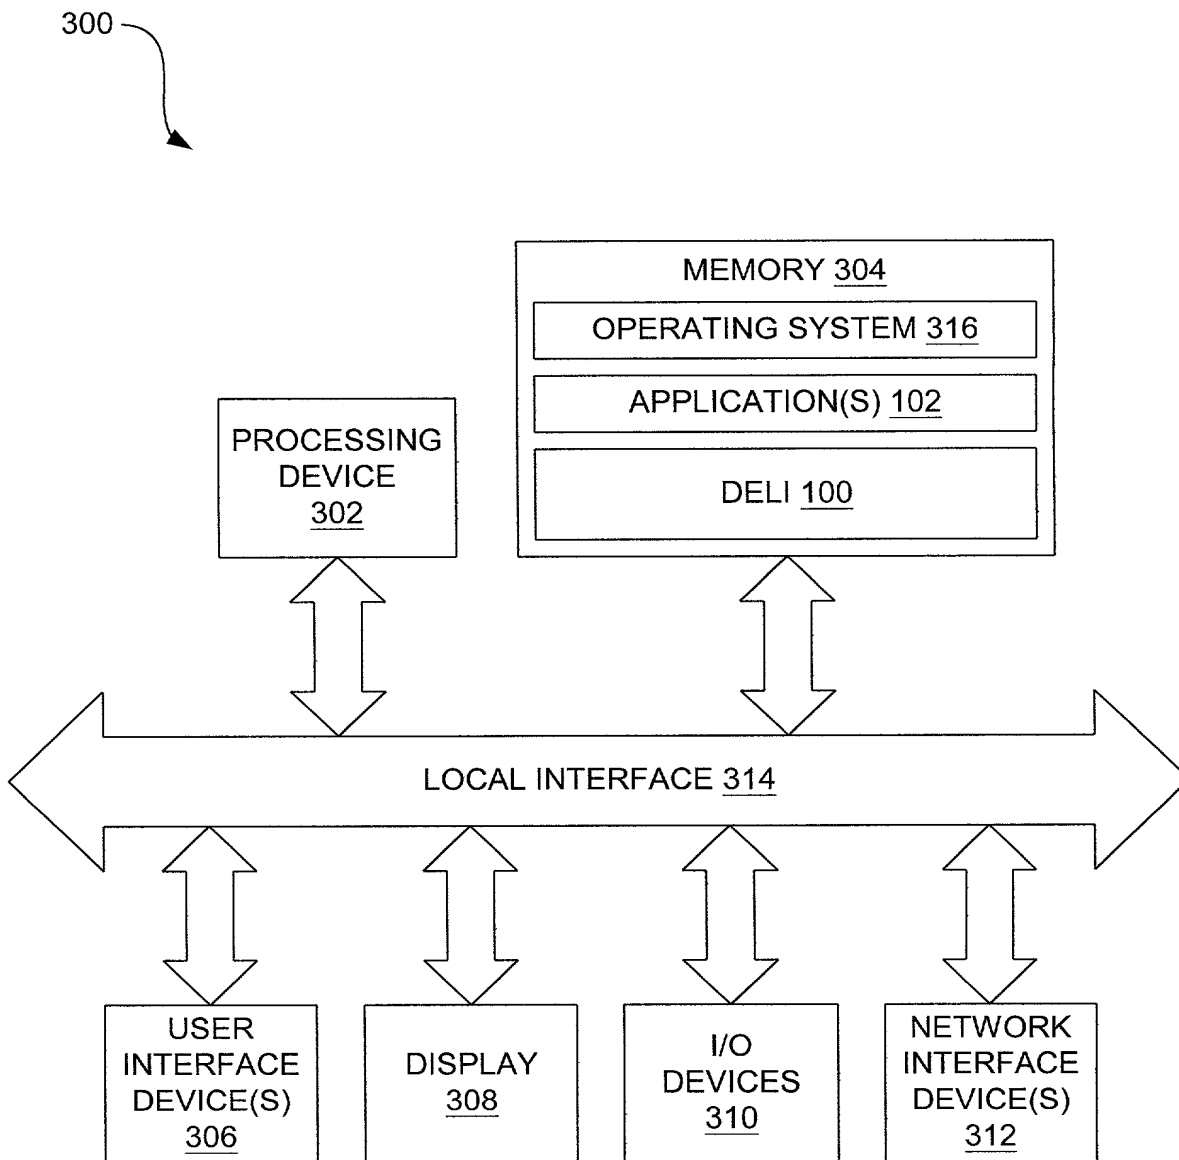 300
MEMORY 304
OPERATING SYSTEM 316
APPLICATION(S) 102
DELI 100
PROCESSING
DEVICE
302
LOCAL INTERFACE 314
USER
INTERFACE
DEVICE(S)
306
DISPLAY
308
I/O
DEVICES
310
NETWORK
INTERFACE
DEVICE(S)
312